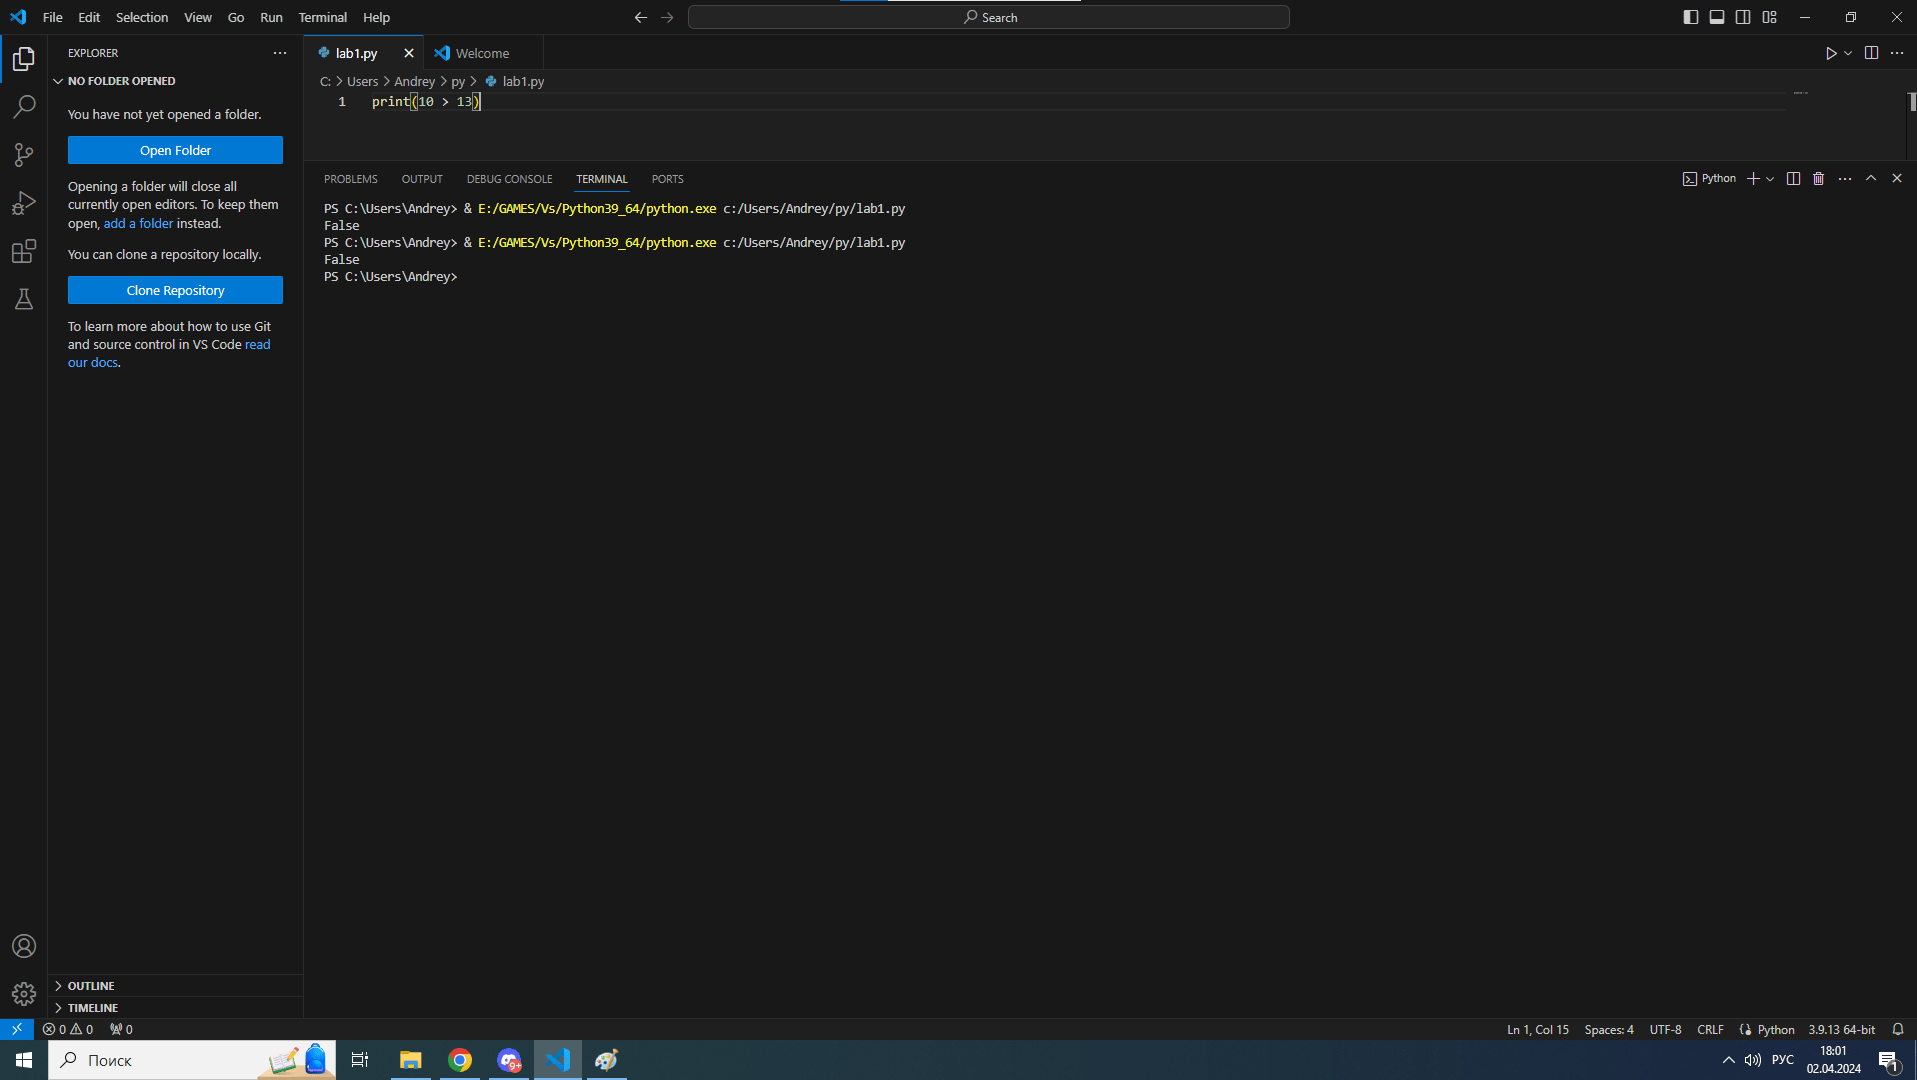 File Edit Selection View Go Run Terminal Help
Search
EXPLORER
NO FOLDER OPENED
You have not yet opened a folder.
Open Folder
Opening a folder will close all
currently open editors. To keep them
open, add a folder instead.
You can clone a repository locally.
Clone Repository
To learn more about how to use Git
and source control in VS Code read
our docs.
OUTLINE
TIMELINE
lab1.py Welcome
C: > Users > Andrey > py > lab1.py
1 print(10 > 13)
PROBLEMS OUTPUT DEBUG CONSOLE TERMINAL PORTS
Python
PS C:\Users\Andrey> & E:/GAMES/Vs/Python39_64/python.exe c:/Users/Andrey/py/lab1.py
False
PS C:\Users\Andrey> & E:/GAMES/Vs/Python39_64/python.exe c:/Users/Andrey/py/lab1.py
False
PS C:\Users\Andrey>
0 0 0
Ln 1, Col 15 Spaces: 4 UTF-8 CRLF Python 3.9.13 64-bit
Поиск
9+
РУС
18:01
02.04.2024
1